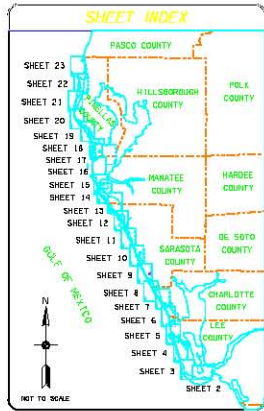 SHEET INDEX
PASCO COUNTY
SHEET 23
SHEET 22
SHEET 21
SHEET 20
SHEET 19
SHEET 18
SHEET 17
SHEET 16
SHEET 15
SHEET 14
SHEET 13
SHEET 12
SHEET 11
SHEET 10
SHEET 9
SHEET 8
SHEET 7
SHEET 6
SHEET 5
SHEET 4
SHEET 3
SHEET 2
PINELLAS
COUNTY
HILLSBOROUGH
COUNTY
POLK
COUNTY
MANATEE
COUNTY
HARDEE
COUNTY
SARASOTA
COUNTY
DE SOTO
COUNTY
CHARLOTTE
COUNTY
LEE
COUNTY
GULF OF MEXICO
N
NOT TO SCALE